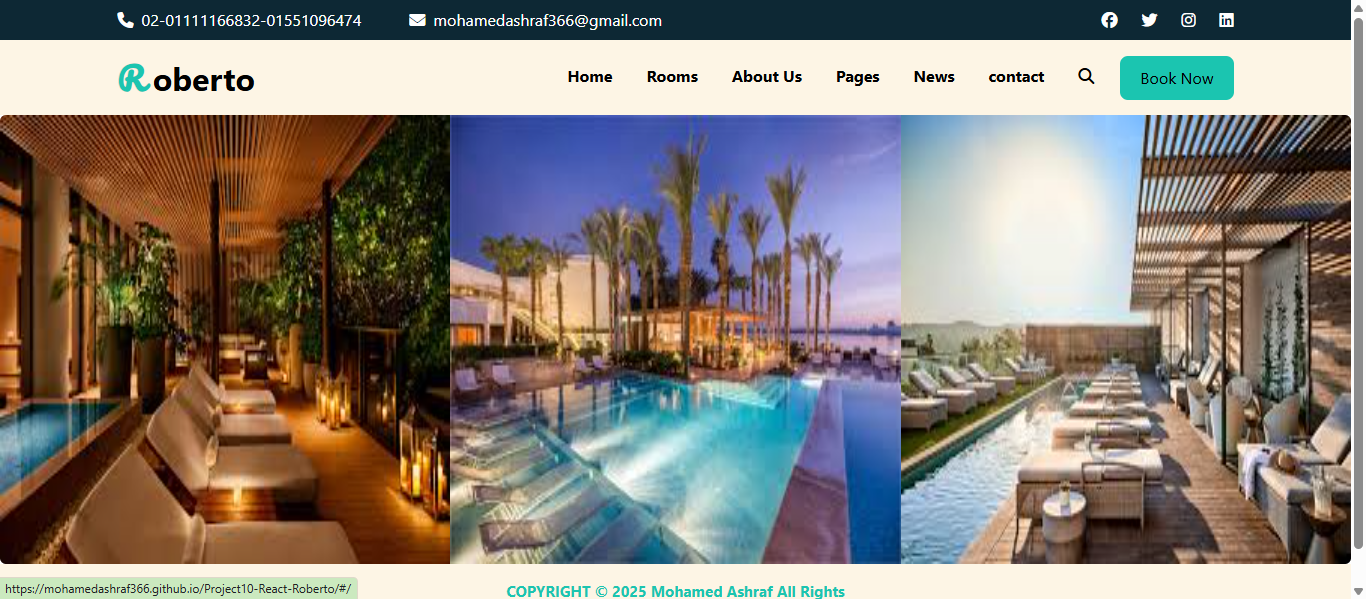 02-01111166832-01551096474 mohamedashraf366@gmail.com
Roberto Home Rooms About Us Pages News contact Book Now
https://mohamedashraf366.github.io/Project10-React-Roberto/#/
COPYRIGHT © 2025 Mohamed Ashraf All Rights